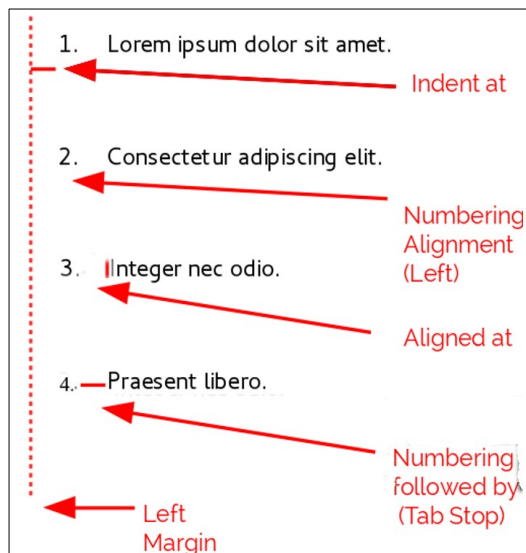 1. Lorem ipsum dolor sit amet.
Indent at
2. Consectetur adipiscing elit.
Numbering
Alignment
(Left)
3. Integer nec odio.
Aligned at
4. Praesent libero.
Numbering
followed by
(Tab Stop)
Left
Margin